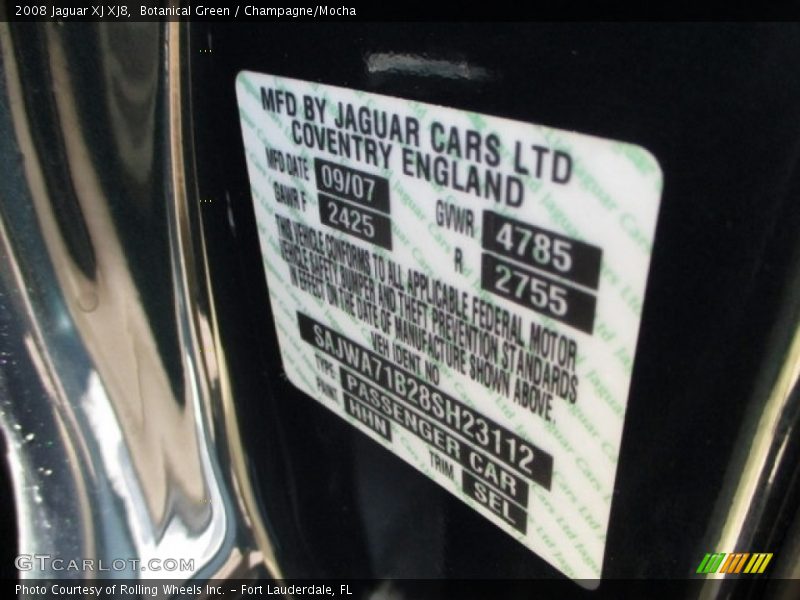 2008 Jaguar XJ XJ8, Botanical Green / Champagne/Mocha
MFD BY JAGUAR CARS LTD
COVENTRY ENGLAND
MFD DATE 09/07 GVWR 4785
GAWR F 2425 R 2755
THIS VEHICLE CONFORMS TO ALL APPLICABLE FEDERAL MOTOR
VEHICLE SAFETY BUMPER AND THEFT PREVENTION STANDARDS
IN EFFECT ON THE DATE OF MANUFACTURE SHOWN ABOVE.
VEH IDENT NO
SAJWA71B28SH23112
TYPE PASSENGER CAR
PAINT HHN TRIM SEL
GTCARLOT.COM
Photo Courtesy of Rolling Wheels Inc. - Fort Lauderdale, FL